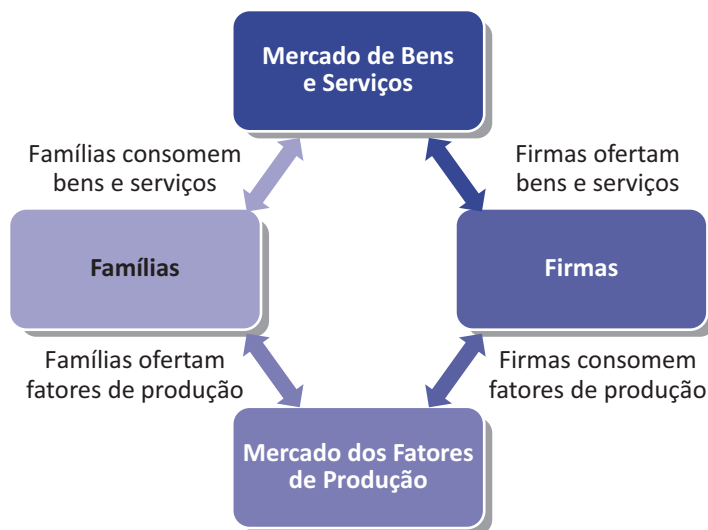 Mercado de Bens
e Serviços
Famílias consomem
bens e serviços
Firmas ofertam
bens e serviços
Famílias
Firmas
Famílias ofertam
fatores de produção
Firmas consomem
fatores de produção
Mercado dos Fatores
de Produção